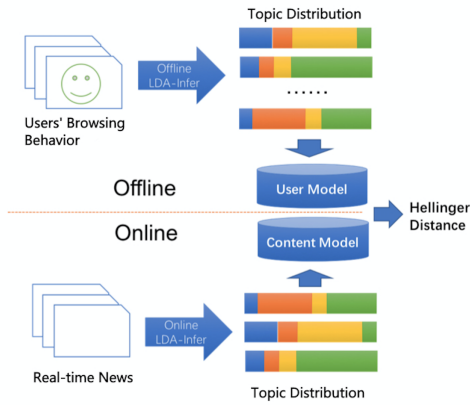 Topic Distribution
Offline
LDA-Infer
......
Users' Browsing
Behavior
User Model
Offline
Hellinger
Distance
Online
Content Model
Online
LDA-Infer
Real-time News
Topic Distribution